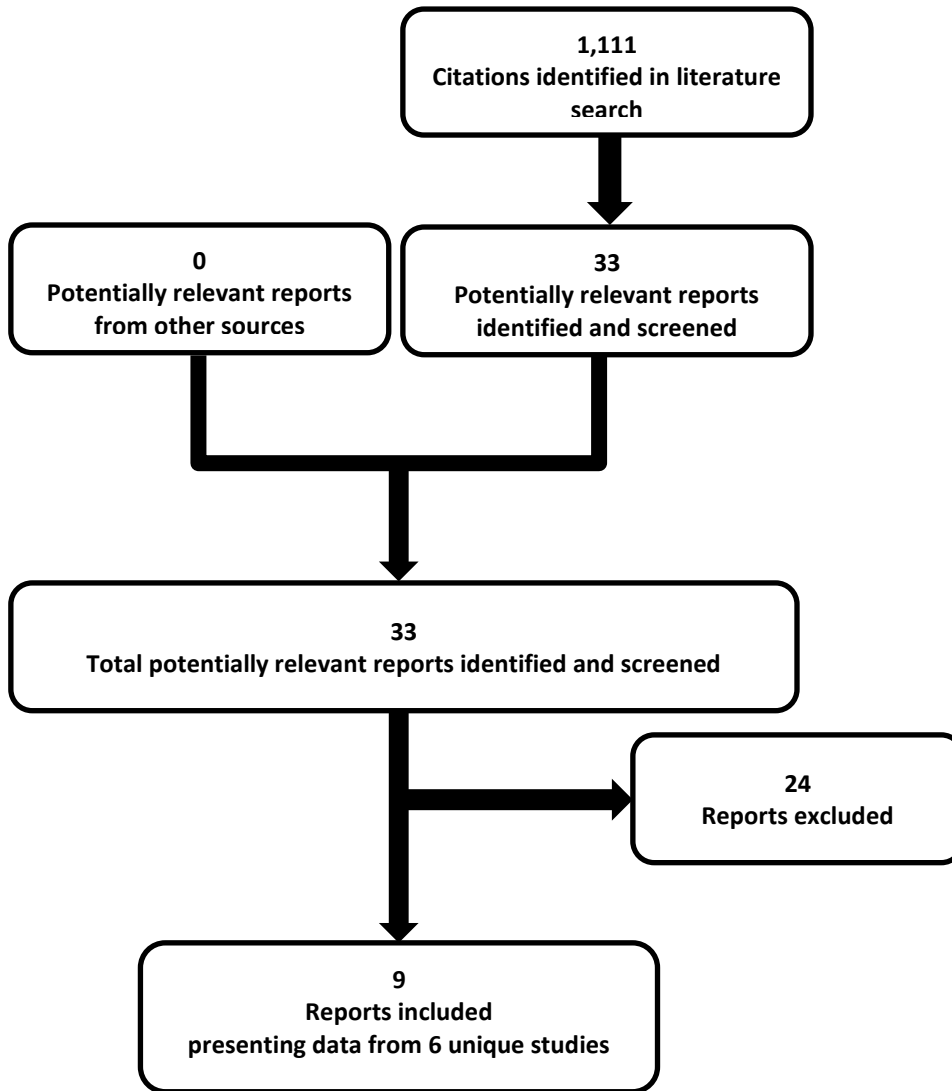 1,111
Citations identified in literature
search
0
Potentially relevant reports
from other sources
33
Potentially relevant reports
identified and screened
33
Total potentially relevant reports identified and screened
24
Reports excluded
9
Reports included
presenting data from 6 unique studies